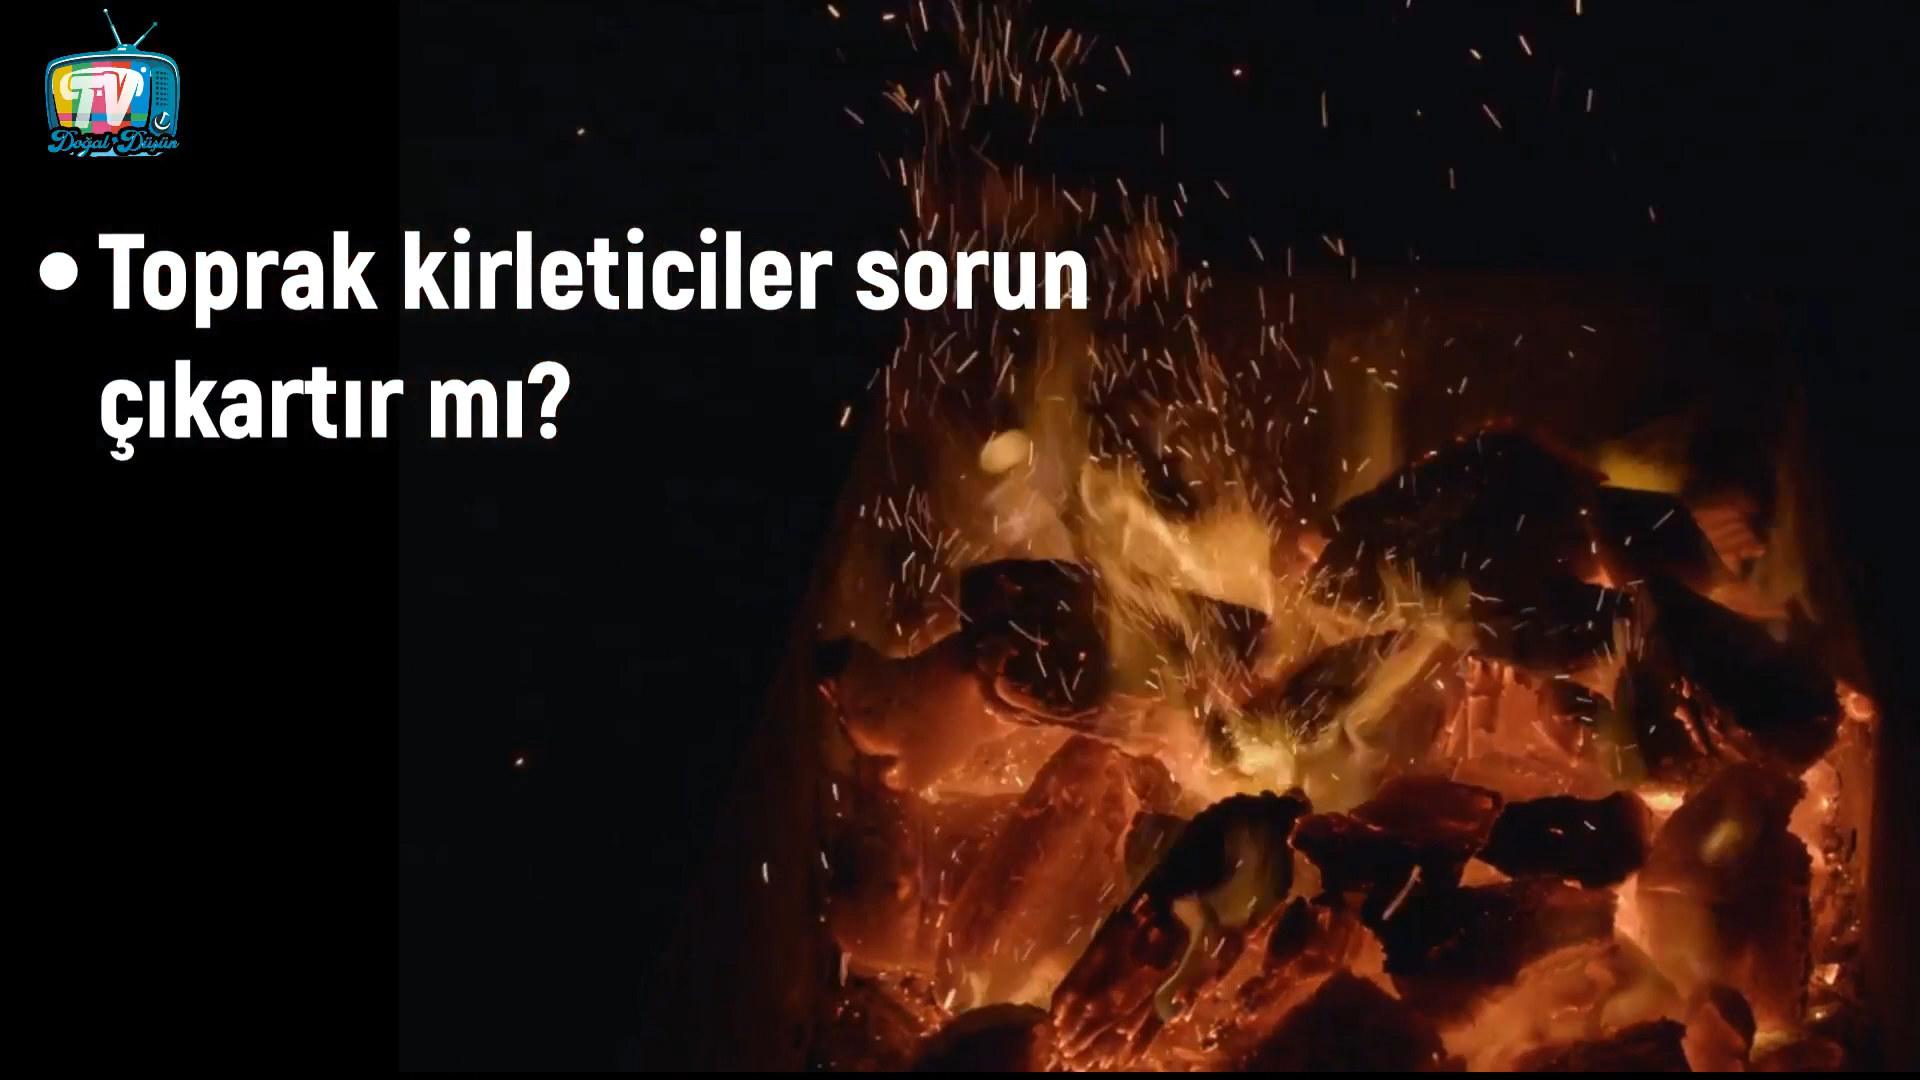 TV
Doğal Düşün
• Toprak kirleticiler sorun
çıkartır mı?